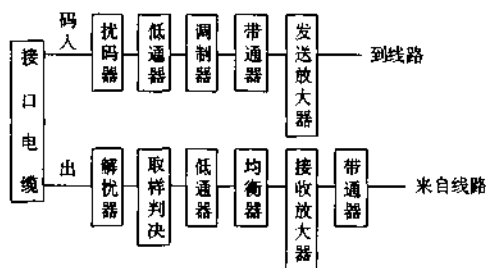 接口电缆
码入
扰码器
低通器
调制器
带通器
发送放大器
到线路
出
解扰器
取样判决
低通器
均衡器
接收放大器
带通器
来自线路